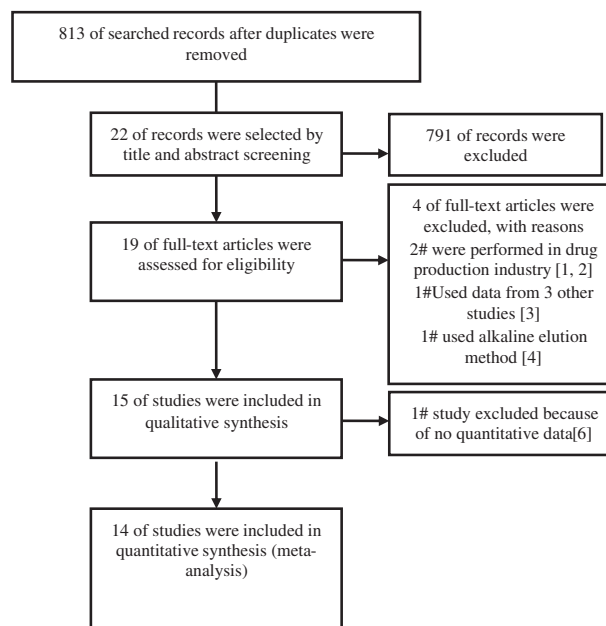 813 of searched records after duplicates were
removed
22 of records were selected by
title and abstract screening
791 of records were
excluded
19 of full-text articles were
assessed for eligibility
4 of full-text articles were
excluded, with reasons
2# were performed in drug
production industry [1, 2]
1#Used data from 3 other
studies [3]
1# used alkaline elution
method [4]
15 of studies were included in
qualitative synthesis
1# study excluded because
of no quantitative data[6]
14 of studies were included in
quantitative synthesis (meta-
analysis)